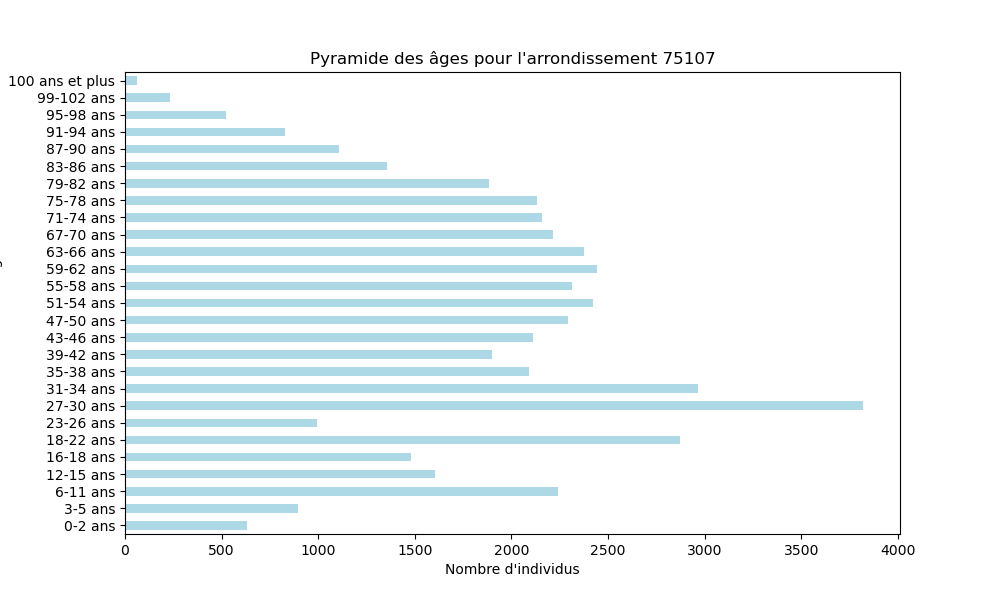 Pyramide des âges pour l'arrondissement 75107
100 ans et plus
99-102 ans
95-98 ans
91-94 ans
87-90 ans
83-86 ans
79-82 ans
75-78 ans
71-74 ans
67-70 ans
63-66 ans
59-62 ans
55-58 ans
51-54 ans
47-50 ans
43-46 ans
39-42 ans
35-38 ans
31-34 ans
27-30 ans
23-26 ans
18-22 ans
16-18 ans
12-15 ans
6-11 ans
3-5 ans
0-2 ans
0 500 1000 1500 2000 2500 3000 3500 4000
Nombre d'individus